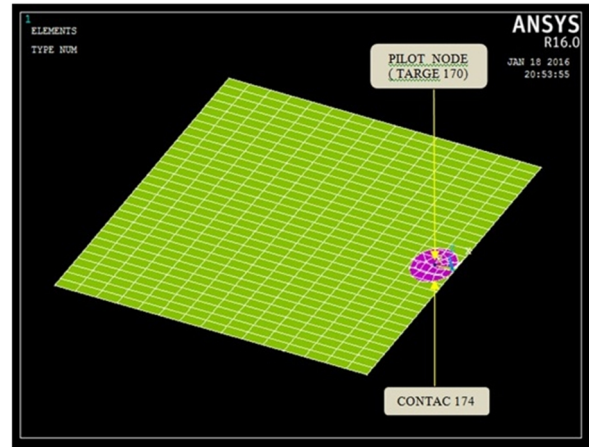 1
ELEMENTS
TYPE NUM
ANSYS
R16.0
JAN 18 2016
20:53:55
PILOT NODE
( TARGE 170)
CONTAC 174